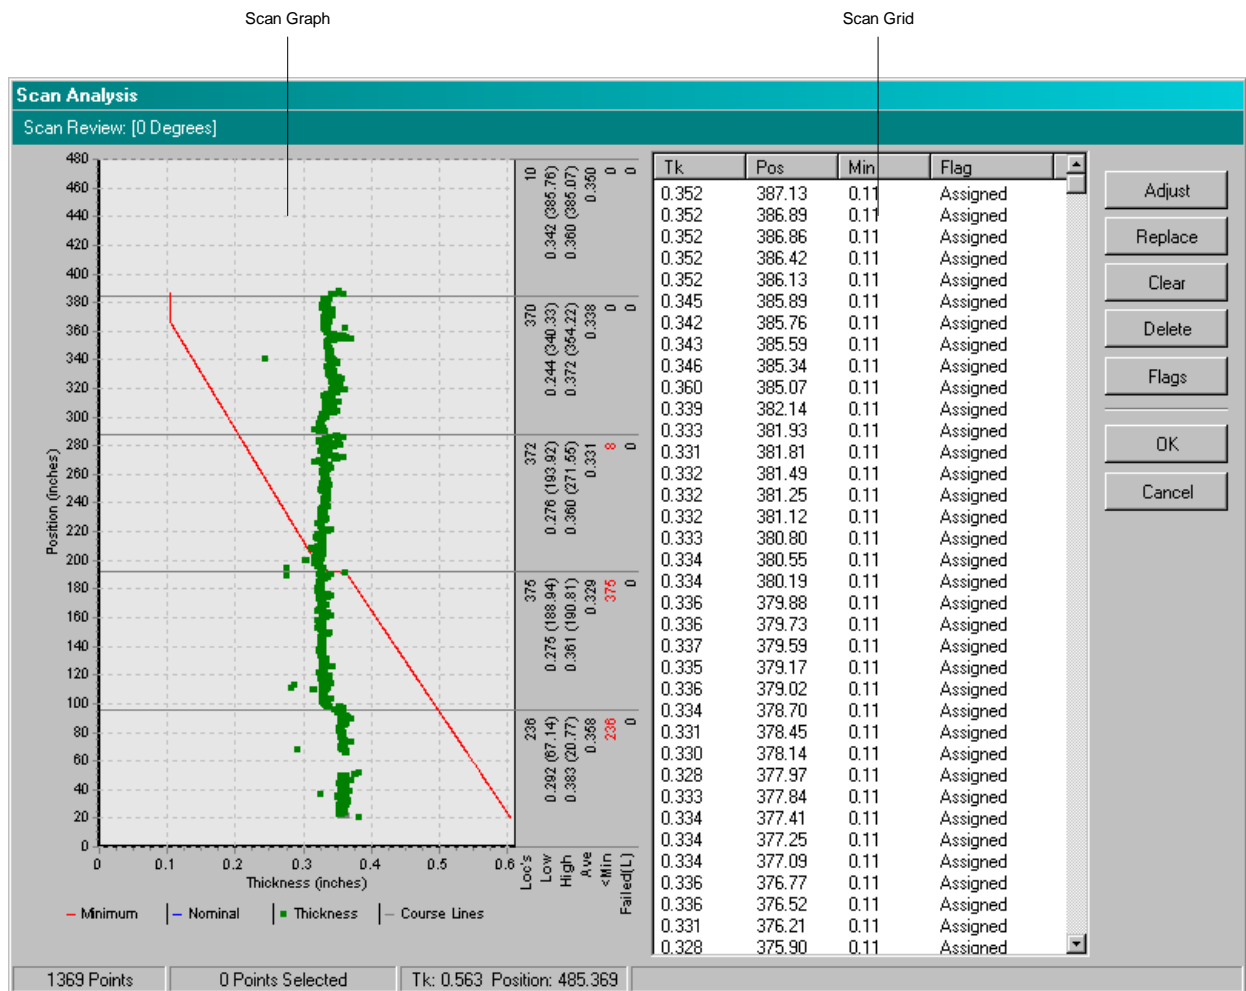 Scan Graph
Scan Grid
Scan Analysis
Scan Review: [0 Degrees]
480
460
440
420
400
380
360
340
320
300
280
260
240
220
200
180
160
140
120
100
80
60
40
20
0
Position (inches)
0 0.1 0.2 0.3 0.4 0.5 0.6
Thickness (inches)
Minimum Nominal Thickness Course Lines
10
0.342 (385.76)
0.360 (385.07)
0.350
0
0
370
0.244 (340.33)
0.372 (354.22)
0.338
0
0
372
0.276 (193.92)
0.360 (271.55)
0.331
8
0
375
0.275 (188.94)
0.361 (190.81)
0.329
375
0
236
0.292 (67.14)
0.383 (20.77)
0.358
236
0
Loc's
Low
High
Ave
<Min
Failed(L)
Tk Pos Min Flag
0.352 387.13 0.11 Assigned
0.352 386.89 0.11 Assigned
0.352 386.86 0.11 Assigned
0.352 386.42 0.11 Assigned
0.352 386.13 0.11 Assigned
0.345 385.89 0.11 Assigned
0.342 385.76 0.11 Assigned
0.343 385.59 0.11 Assigned
0.346 385.34 0.11 Assigned
0.360 385.07 0.11 Assigned
0.339 382.14 0.11 Assigned
0.333 381.93 0.11 Assigned
0.331 381.81 0.11 Assigned
0.332 381.49 0.11 Assigned
0.332 381.25 0.11 Assigned
0.332 381.12 0.11 Assigned
0.333 380.80 0.11 Assigned
0.334 380.55 0.11 Assigned
0.334 380.19 0.11 Assigned
0.336 379.88 0.11 Assigned
0.336 379.73 0.11 Assigned
0.337 379.59 0.11 Assigned
0.335 379.17 0.11 Assigned
0.336 379.02 0.11 Assigned
0.334 378.70 0.11 Assigned
0.331 378.45 0.11 Assigned
0.330 378.14 0.11 Assigned
0.328 377.97 0.11 Assigned
0.333 377.84 0.11 Assigned
0.334 377.41 0.11 Assigned
0.334 377.25 0.11 Assigned
0.334 377.09 0.11 Assigned
0.336 376.77 0.11 Assigned
0.336 376.52 0.11 Assigned
0.331 376.21 0.11 Assigned
0.328 375.90 0.11 Assigned
Adjust
Replace
Clear
Delete
Flags
OK
Cancel
1369 Points
0 Points Selected
Tk: 0.563 Position: 485.369